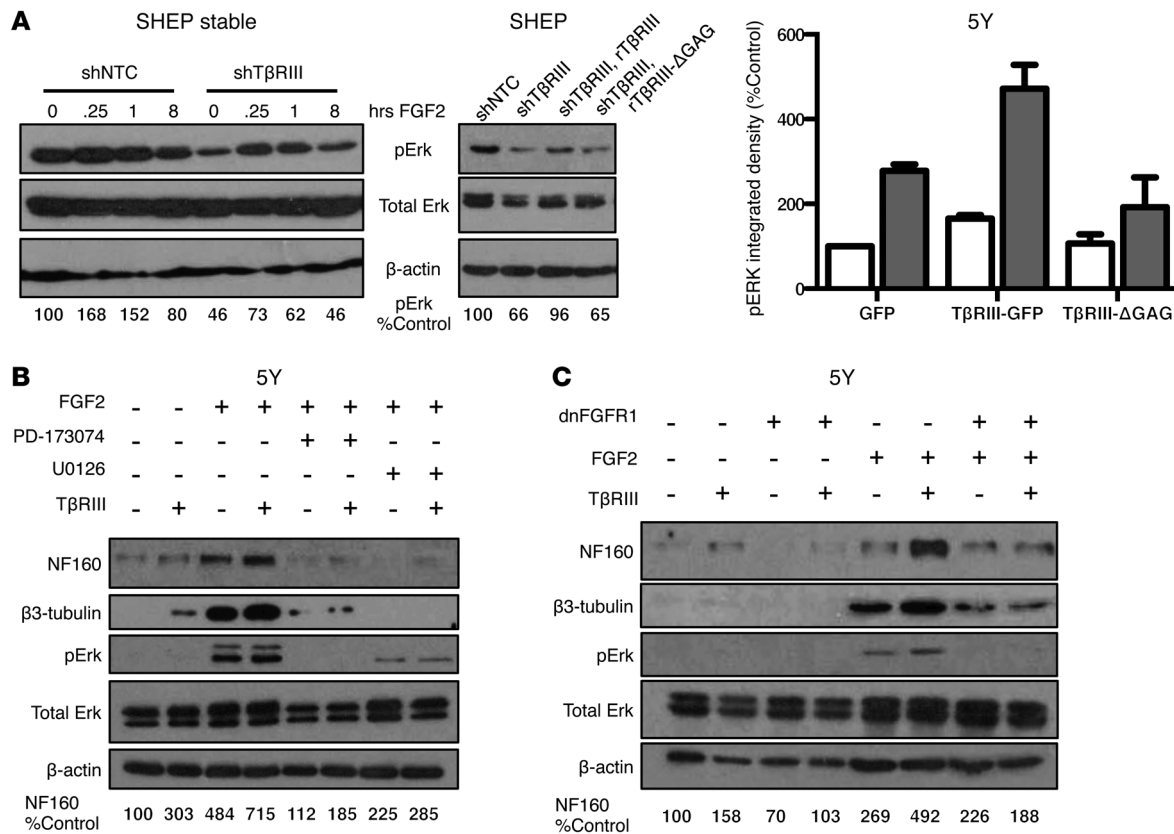 A
SHEP stable
shNTC shTβRIII
0 .25 1 8 0 .25 1 8 hrs FGF2
pErk
Total Erk
β-actin
100 168 152 80 46 73 62 46 pErk %Control
SHEP
shNTC
shTβRIII
shTβRIII, rTβRIII
shTβRIII, rTβRIII-ΔGAG
100 66 96 65
5Y
pERK integrated density (%Control)
600
400
200
0
GFP TβRIII-GFP TβRIII-ΔGAG
B
5Y
FGF2 - - + + + + + +
PD-173074 - - - - + + - -
U0126 - - - - - - + +
TβRIII - + - + - + - +
NF160
β3-tubulin
pErk
Total Erk
β-actin
NF160
%Control 100 303 484 715 112 185 225 285
C
5Y
dnFGFR1 - - + + - - + +
FGF2 - - - - + + + +
TβRIII - + - + - + - +
NF160
β3-tubulin
pErk
Total Erk
β-actin
NF160
%Control 100 158 70 103 269 492 226 188